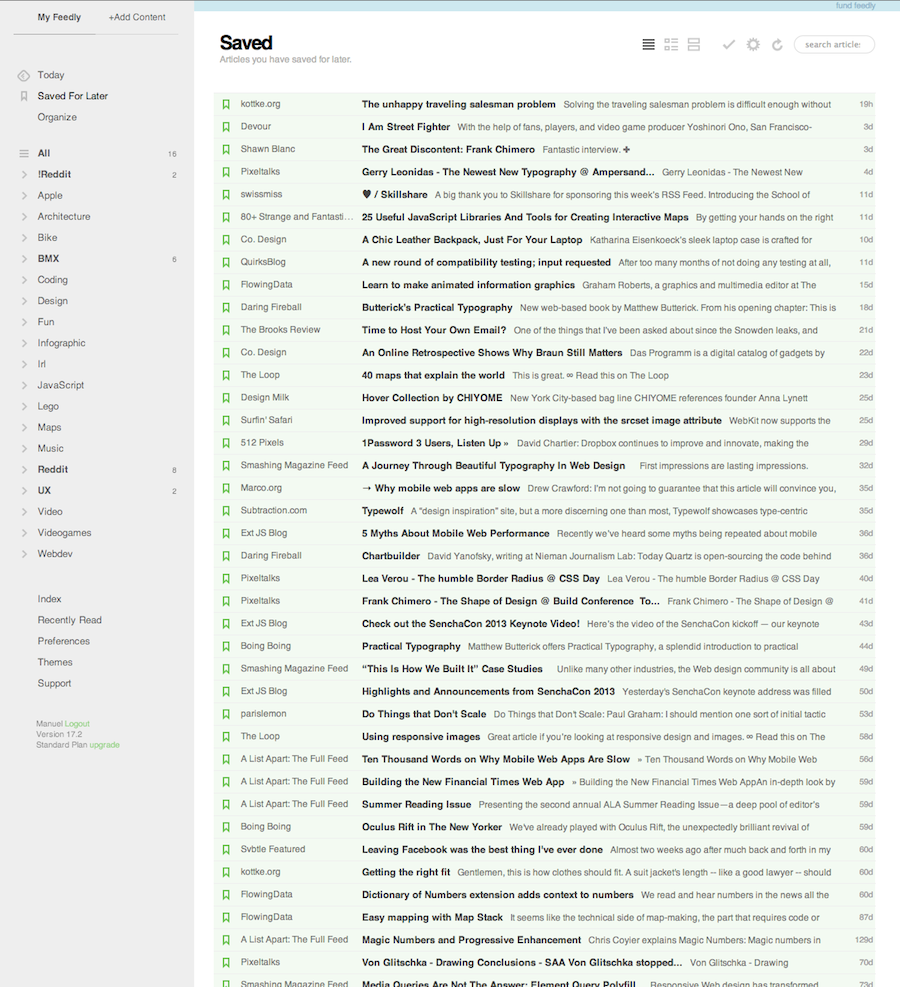 My Feedly
+Add Content
Today
Saved For Later
Organize
All 16
!Reddit 2
Apple
Architecture
Bike
BMX 6
Coding
Design
Fun
Infographic
Irl
JavaScript
Lego
Maps
Music
Reddit 8
UX 2
Video
Videogames
Webdev
Index
Recently Read
Preferences
Themes
Support
Manuel Logout
Version 17.2
Standard Plan upgrade
fund feedly
Saved
Articles you have saved for later.
search article:
kottke.org The unhappy traveling salesman problem Solving the traveling salesman problem is difficult enough without 19h
Devour I Am Street Fighter With the help of fans, players, and video game producer Yoshinori Ono, San Francisco- 3d
Shawn Blanc The Great Discontent: Frank Chimero Fantastic interview. ✚ 3d
Pixeltalks Gerry Leonidas - The Newest New Typography @ Ampersand... Gerry Leonidas - The Newest New 4d
swissmiss ♥ / Skillshare A big thank you to Skillshare for sponsoring this week's RSS Feed. Introducing the School of 11d
80+ Strange and Fantasti... 25 Useful JavaScript Libraries And Tools for Creating Interactive Maps By getting your hands on the right 11d
Co. Design A Chic Leather Backpack, Just For Your Laptop Katharina Eisenkoeck's sleek laptop case is crafted for 10d
QuirksBlog A new round of compatibility testing; input requested After too many months of not doing any testing at all, 11d
FlowingData Learn to make animated information graphics Graham Roberts, a graphics and multimedia editor at The 15d
Daring Fireball Butterick's Practical Typography New web-based book by Matthew Butterick. From his opening chapter: This is 18d
The Brooks Review Time to Host Your Own Email? One of the things that I've been asked about since the Snowden leaks, and 21d
Co. Design An Online Retrospective Shows Why Braun Still Matters Das Programm is a digital catalog of gadgets by 22d
The Loop 40 maps that explain the world This is great. ∞ Read this on The Loop 23d
Design Milk Hover Collection by CHIYOME New York City-based bag line CHIYOME references founder Anna Lynett 25d
Surfin' Safari Improved support for high-resolution displays with the srcset image attribute WebKit now supports the 25d
512 Pixels 1Password 3 Users, Listen Up » David Chartier: Dropbox continues to improve and innovate, making the 29d
Smashing Magazine Feed A Journey Through Beautiful Typography In Web Design First impressions are lasting impressions. 32d
Marco.org → Why mobile web apps are slow Drew Crawford: I'm not going to guarantee that this article will convince you, 35d
Subtraction.com Typewolf A "design inspiration" site, but a more discerning one than most, Typewolf showcases type-centric 35d
Ext JS Blog 5 Myths About Mobile Web Performance Recently we've heard some myths being repeated about mobile 36d
Daring Fireball Chartbuilder David Yanofsky, writing at Nieman Journalism Lab: Today Quartz is open-sourcing the code behind 36d
Pixeltalks Lea Verou - The humble Border Radius @ CSS Day Lea Verou - The humble Border Radius @ CSS Day 40d
Pixeltalks Frank Chimero - The Shape of Design @ Build Conference To... Frank Chimero - The Shape of Design @ 41d
Ext JS Blog Check out the SenchaCon 2013 Keynote Video! Here's the video of the SenchaCon kickoff — our keynote 43d
Boing Boing Practical Typography Matthew Butterick offers Practical Typography, a splendid introduction to practical 44d
Smashing Magazine Feed "This Is How We Built It" Case Studies Unlike many other industries, the Web design community is all about 49d
Ext JS Blog Highlights and Announcements from SenchaCon 2013 Yesterday's SenchaCon keynote address was filled 50d
parislemon Do Things that Don't Scale Do Things that Don't Scale: Paul Graham: I should mention one sort of initial tactic 53d
The Loop Using responsive images Great article if you're looking at responsive design and images. ∞ Read this on The 58d
A List Apart: The Full Feed Ten Thousand Words on Why Mobile Web Apps Are Slow » Ten Thousand Words on Why Mobile Web 56d
A List Apart: The Full Feed Building the New Financial Times Web App » Building the New Financial Times Web AppAn in-depth look by 59d
A List Apart: The Full Feed Summer Reading Issue Presenting the second annual ALA Summer Reading Issue—a deep pool of editor's 59d
Boing Boing Oculus Rift in The New Yorker We've already played with Oculus Rift, the unexpectedly brilliant revival of 59d
Svbtle Featured Leaving Facebook was the best thing I've ever done Almost two weeks ago after much back and forth in my 60d
kottke.org Getting the right fit Gentlemen, this is how clothes should fit. A suit jacket's length -- like a good lawyer -- should 60d
FlowingData Dictionary of Numbers extension adds context to numbers We read and hear numbers in the news all the 60d
FlowingData Easy mapping with Map Stack It seems like the technical side of map-making, the part that requires code or 87d
A List Apart: The Full Feed Magic Numbers and Progressive Enhancement Chris Coyier explains Magic Numbers: Magic numbers in 129d
Pixeltalks Von Glitschka - Drawing Conclusions - SAA Von Glitschka stopped... Von Glitschka - Drawing 70d
Smashing Magazine Feed Media Queries Are Not The Answer: Element Query Polyfill Responsive Web design has transformed 73d